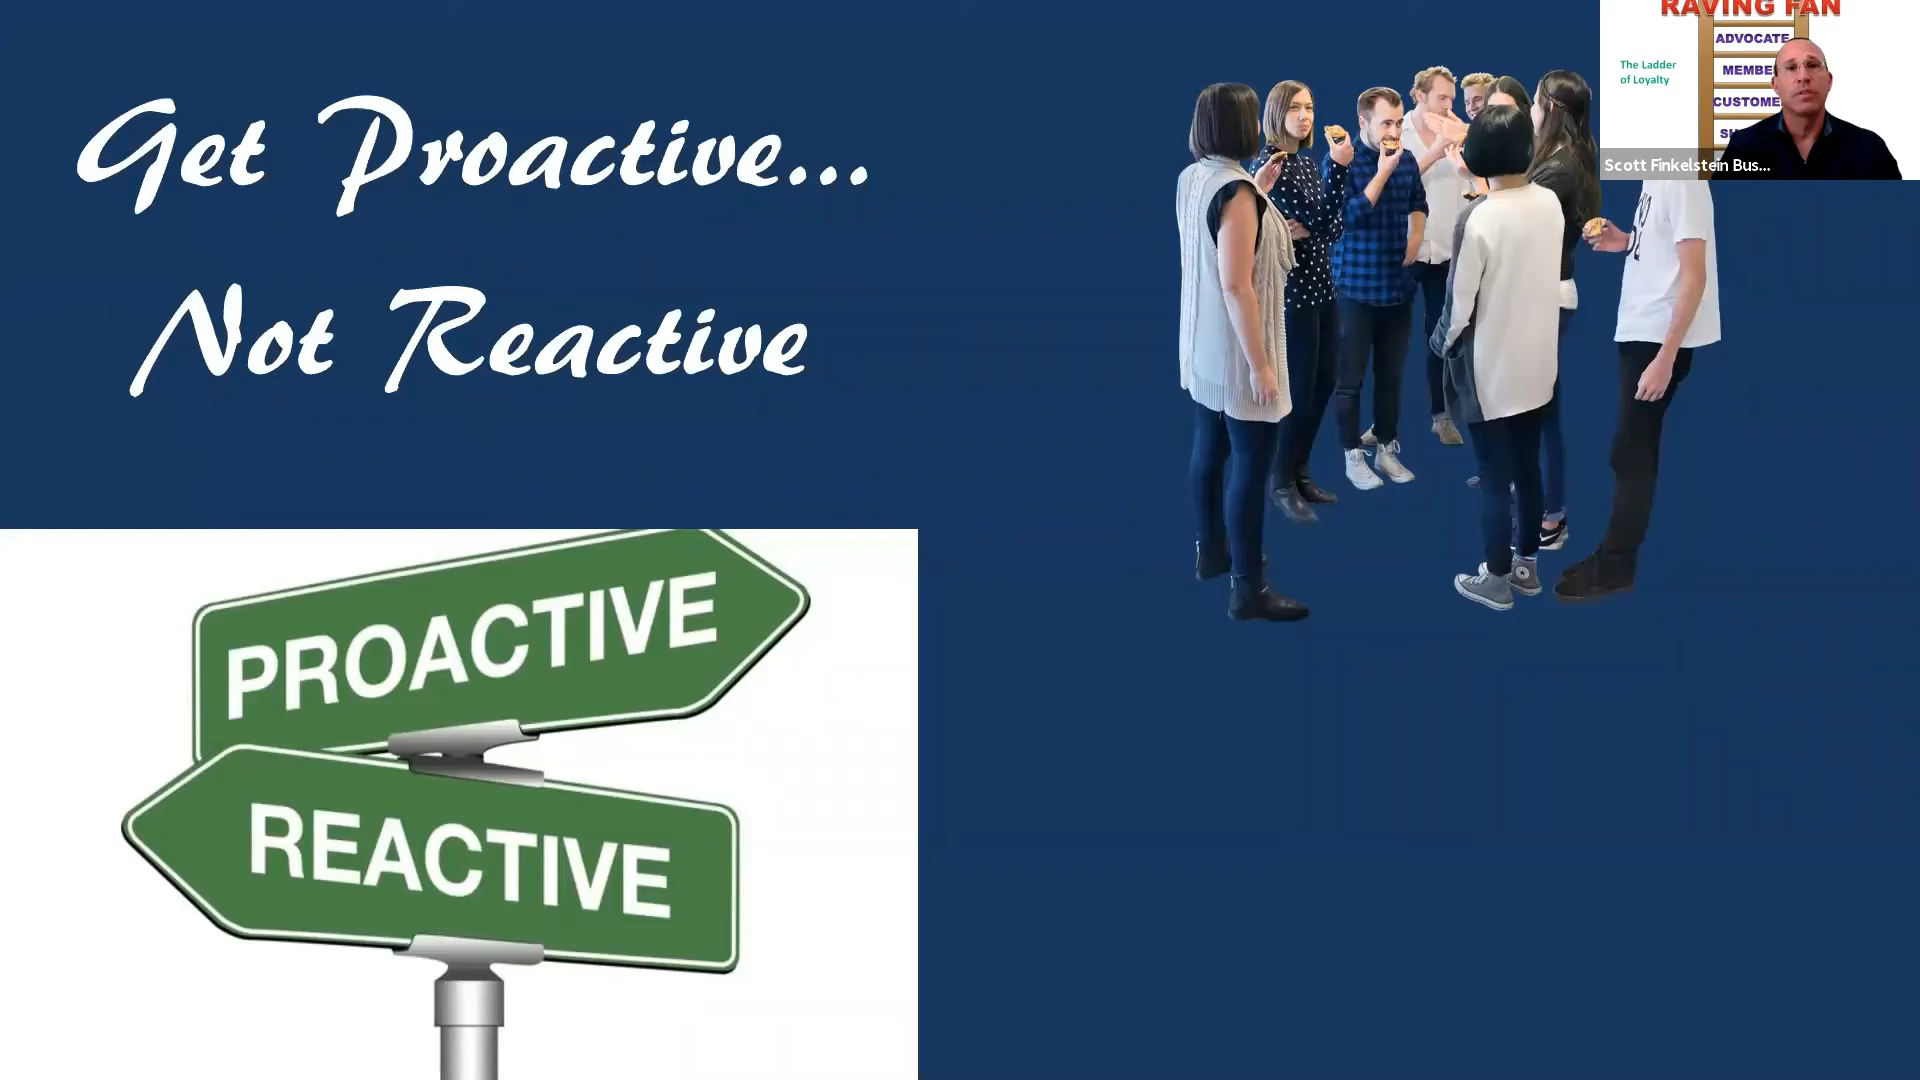 Get Proactive...
Not Reactive
PROACTIVE
REACTIVE
RAVING FAN
ADVOCATE
The Ladder
of Loyalty
Scott Finkelstein Bus...